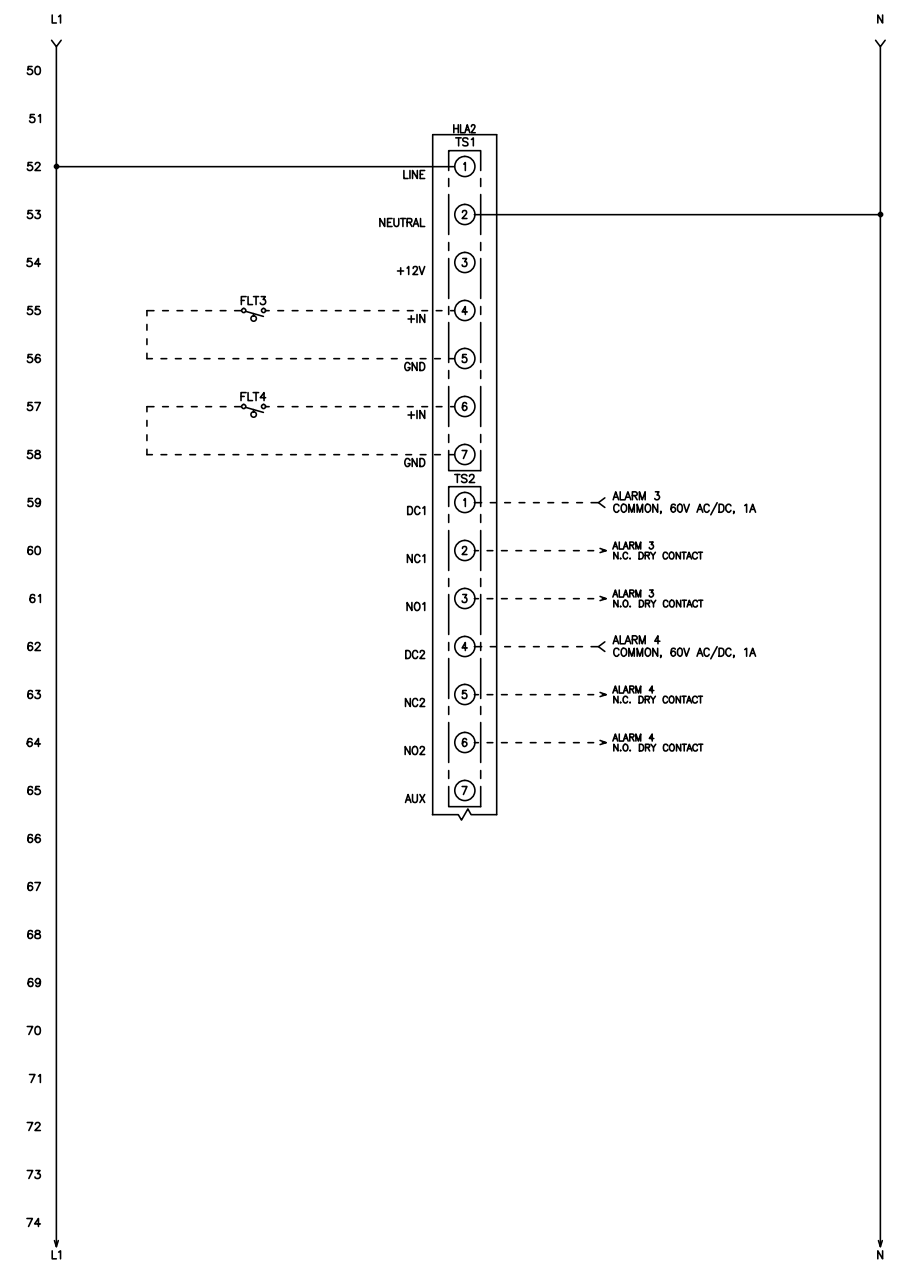 L1 N
50
51
HLA2
TS1
52 1
LINE
53 2
NEUTRAL
54 3
+12V
FLT3
55 4
+IN
56 5
GND
FLT4
57 6
+IN
58 7
GND
TS2
59 1 ALARM 3
DC1 COMMON, 60V AC/DC, 1A
60 2 ALARM 3
NC1 N.C. DRY CONTACT
61 3 ALARM 3
NO1 N.O. DRY CONTACT
62 4 ALARM 4
DC2 COMMON, 60V AC/DC, 1A
63 5 ALARM 4
NC2 N.C. DRY CONTACT
64 6 ALARM 4
NO2 N.O. DRY CONTACT
65 7
AUX
66
67
68
69
70
71
72
73
74
L1 N